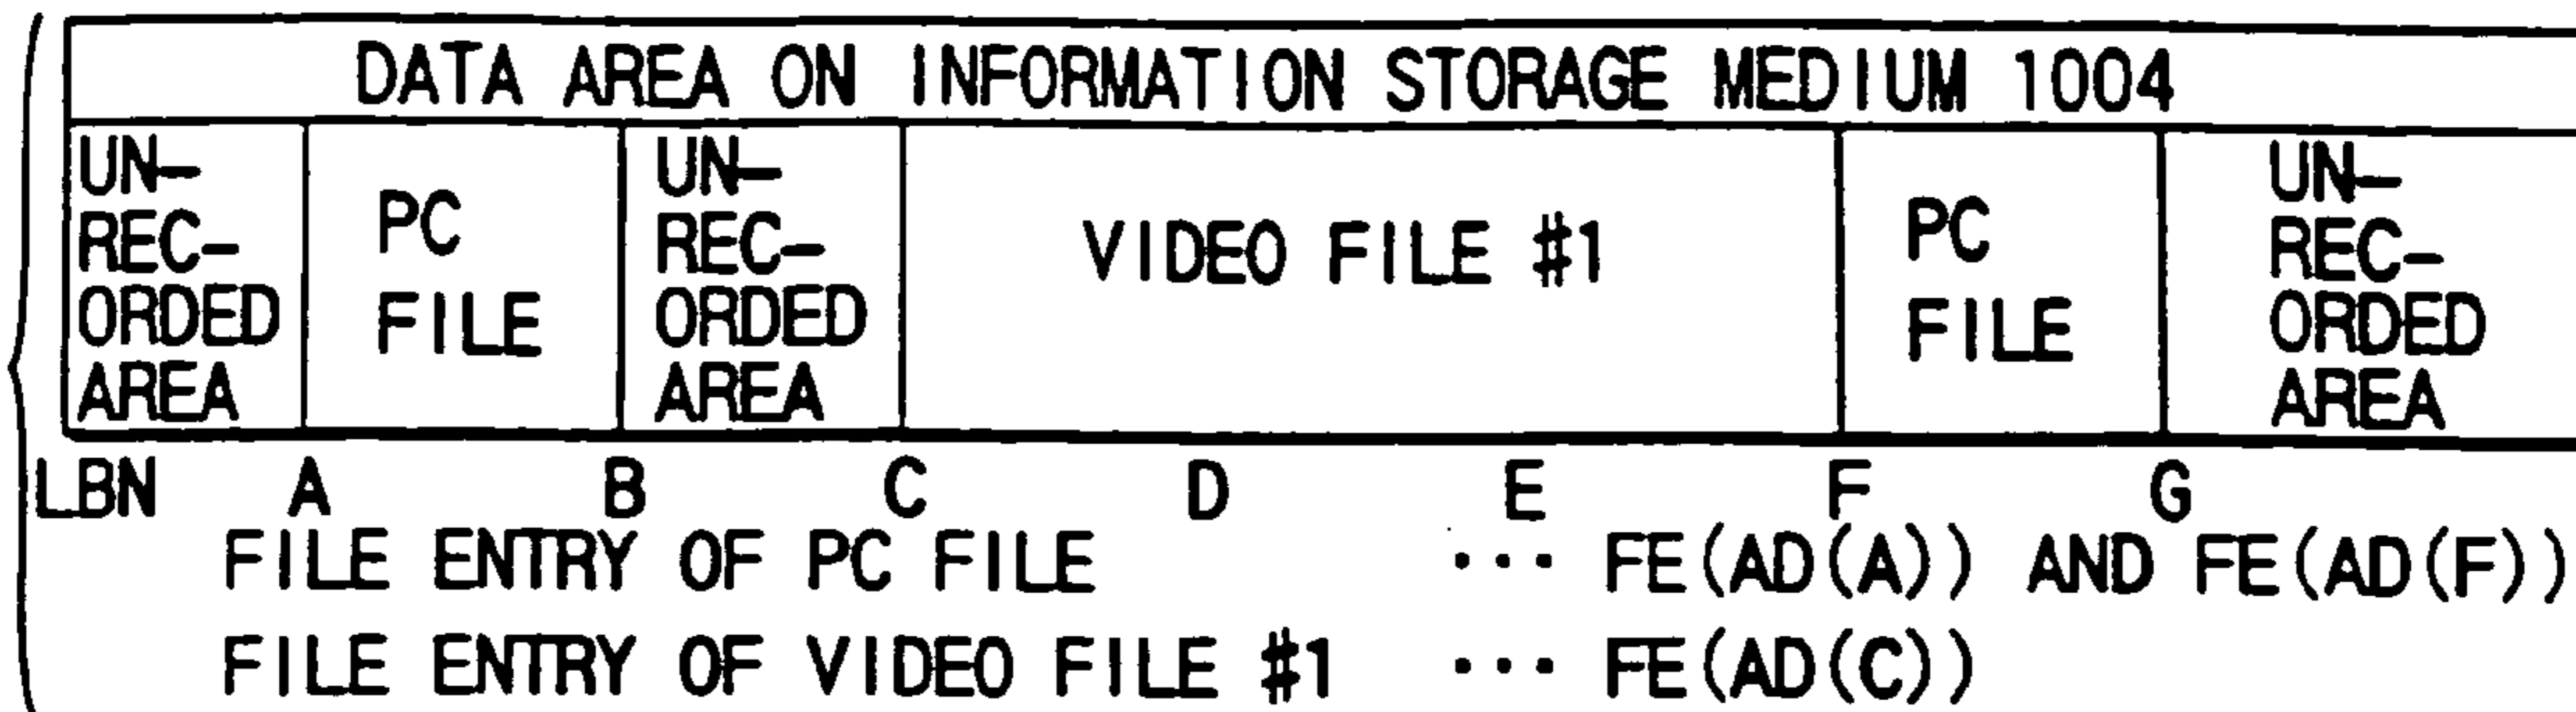 DATA AREA ON INFORMATION STORAGE MEDIUM 1004
UN-
REC-
ORDED
AREA
PC
FILE
UN-
REC-
ORDED
AREA
VIDEO FILE #1
PC
FILE
UN-
REC-
ORDED
AREA
LBN A B C D E F G
FILE ENTRY OF PC FILE ... FE(AD(A)) AND FE(AD(F))
FILE ENTRY OF VIDEO FILE #1 ... FE(AD(C))